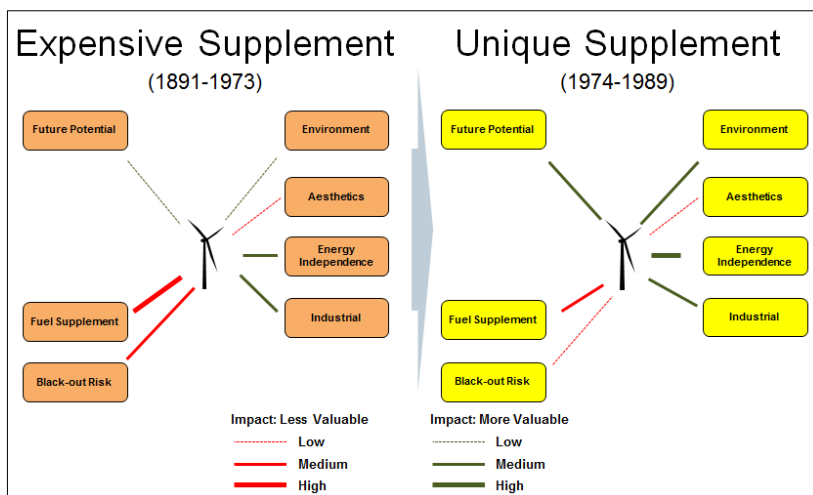 Expensive Supplement
(1891-1973)
Future Potential
Environment
Aesthetics
Energy
Independence
Fuel Supplement
Industrial
Black-out Risk
Unique Supplement
(1974-1989)
Future Potential
Environment
Aesthetics
Energy
Independence
Fuel Supplement
Industrial
Black-out Risk
Impact: Less Valuable
Low
Medium
High
Impact: More Valuable
Low
Medium
High